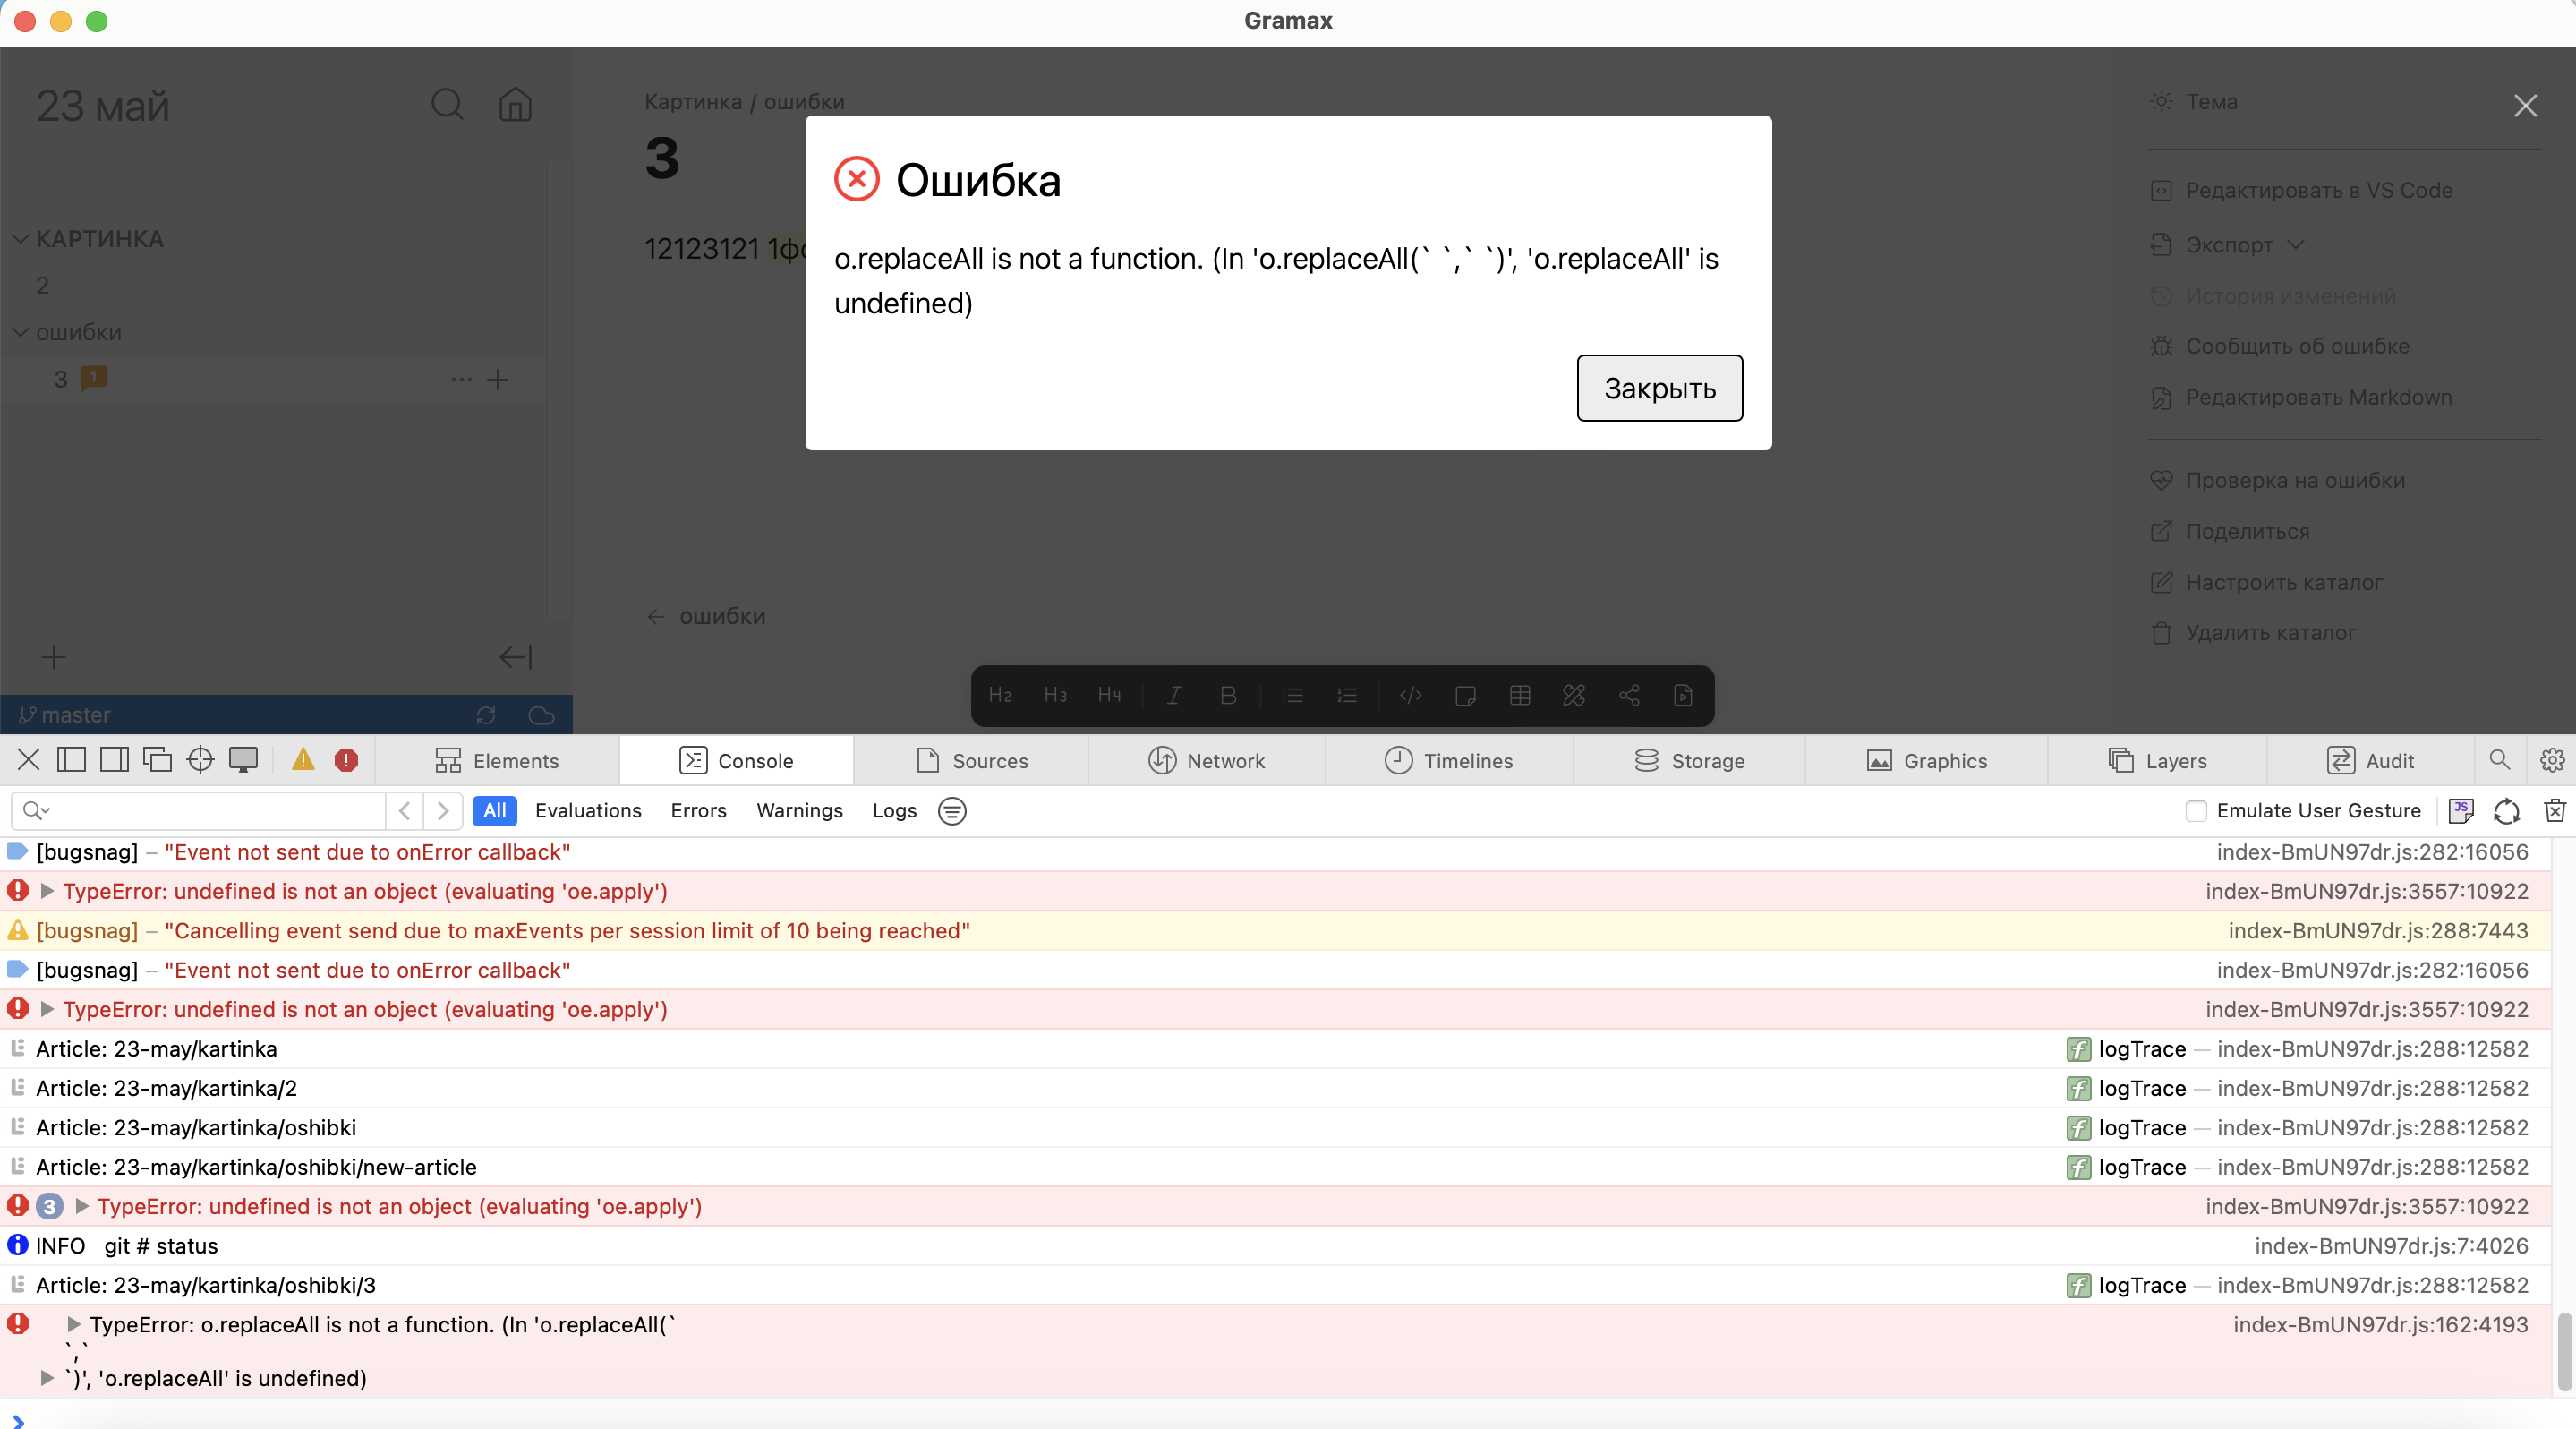 Gramax
23 май
КАРТИНКА
2
ошибки
3 1
master
Картинка / ошибки
3
12123121 1ф
← ошибки
Ошибка
o.replaceAll is not a function. (In 'o.replaceAll(` `,` `)', 'o.replaceAll' is
undefined)
Закрыть
H2 H3 H4 I B
Тема
Редактировать в VS Code
Экспорт
История изменений
Сообщить об ошибке
Редактировать Markdown
Проверка на ошибки
Поделиться
Настроить каталог
Удалить каталог
Elements Console Sources Network Timelines Storage Graphics Layers Audit
All Evaluations Errors Warnings Logs Emulate User Gesture JS
[bugsnag] – "Event not sent due to onError callback" index-BmUN97dr.js:282:16056
TypeError: undefined is not an object (evaluating 'oe.apply') index-BmUN97dr.js:3557:10922
[bugsnag] – "Cancelling event send due to maxEvents per session limit of 10 being reached" index-BmUN97dr.js:288:7443
[bugsnag] – "Event not sent due to onError callback" index-BmUN97dr.js:282:16056
TypeError: undefined is not an object (evaluating 'oe.apply') index-BmUN97dr.js:3557:10922
Article: 23-may/kartinka f logTrace — index-BmUN97dr.js:288:12582
Article: 23-may/kartinka/2 f logTrace — index-BmUN97dr.js:288:12582
Article: 23-may/kartinka/oshibki f logTrace — index-BmUN97dr.js:288:12582
Article: 23-may/kartinka/oshibki/new-article f logTrace — index-BmUN97dr.js:288:12582
3 TypeError: undefined is not an object (evaluating 'oe.apply') index-BmUN97dr.js:3557:10922
INFO git # status index-BmUN97dr.js:7:4026
Article: 23-may/kartinka/oshibki/3 f logTrace — index-BmUN97dr.js:288:12582
TypeError: o.replaceAll is not a function. (In 'o.replaceAll(` index-BmUN97dr.js:162:4193
`,`
`)', 'o.replaceAll' is undefined)